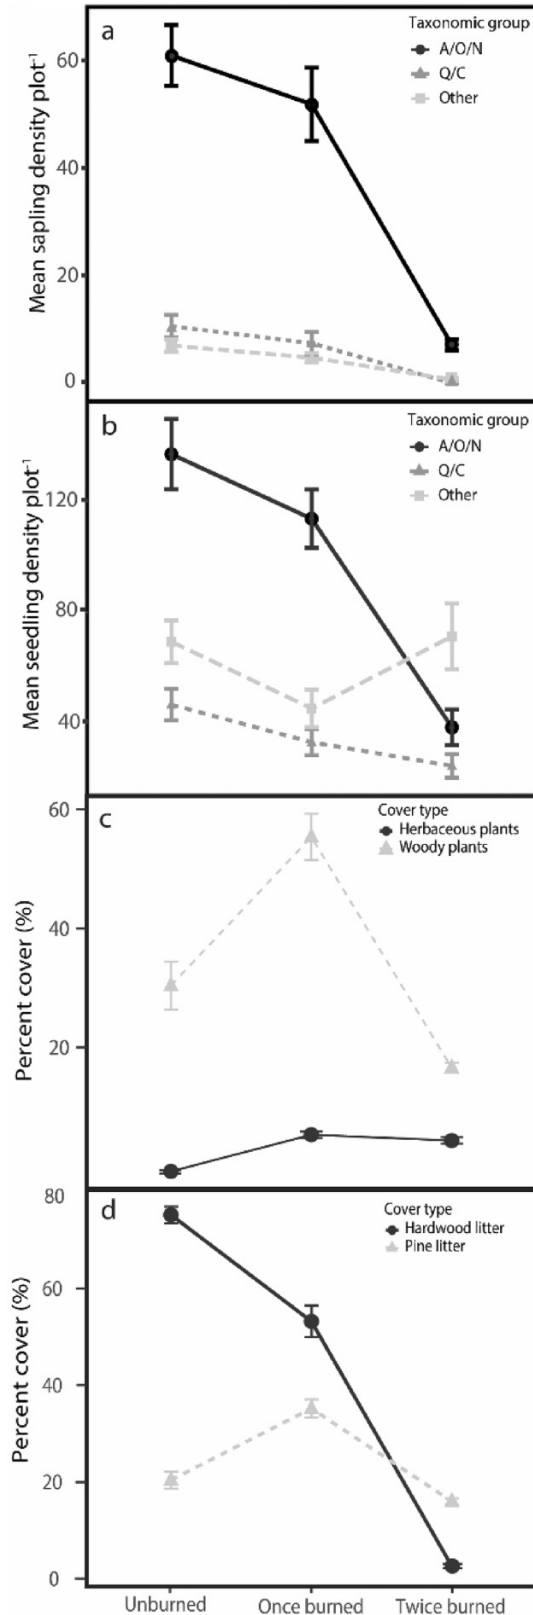 a
Taxonomic group
A/O/N
Q/C
Other
Mean sapling density plot⁻¹
60
40
20
0
b
Taxonomic group
A/O/N
Q/C
Other
Mean seedling density plot⁻¹
120
80
40
c
Cover type
Herbaceous plants
Woody plants
Percent cover (%)
60
40
20
d
Cover type
Hardwood litter
Pine litter
Percent cover (%)
80
60
40
20
0
Unburned Once burned Twice burned